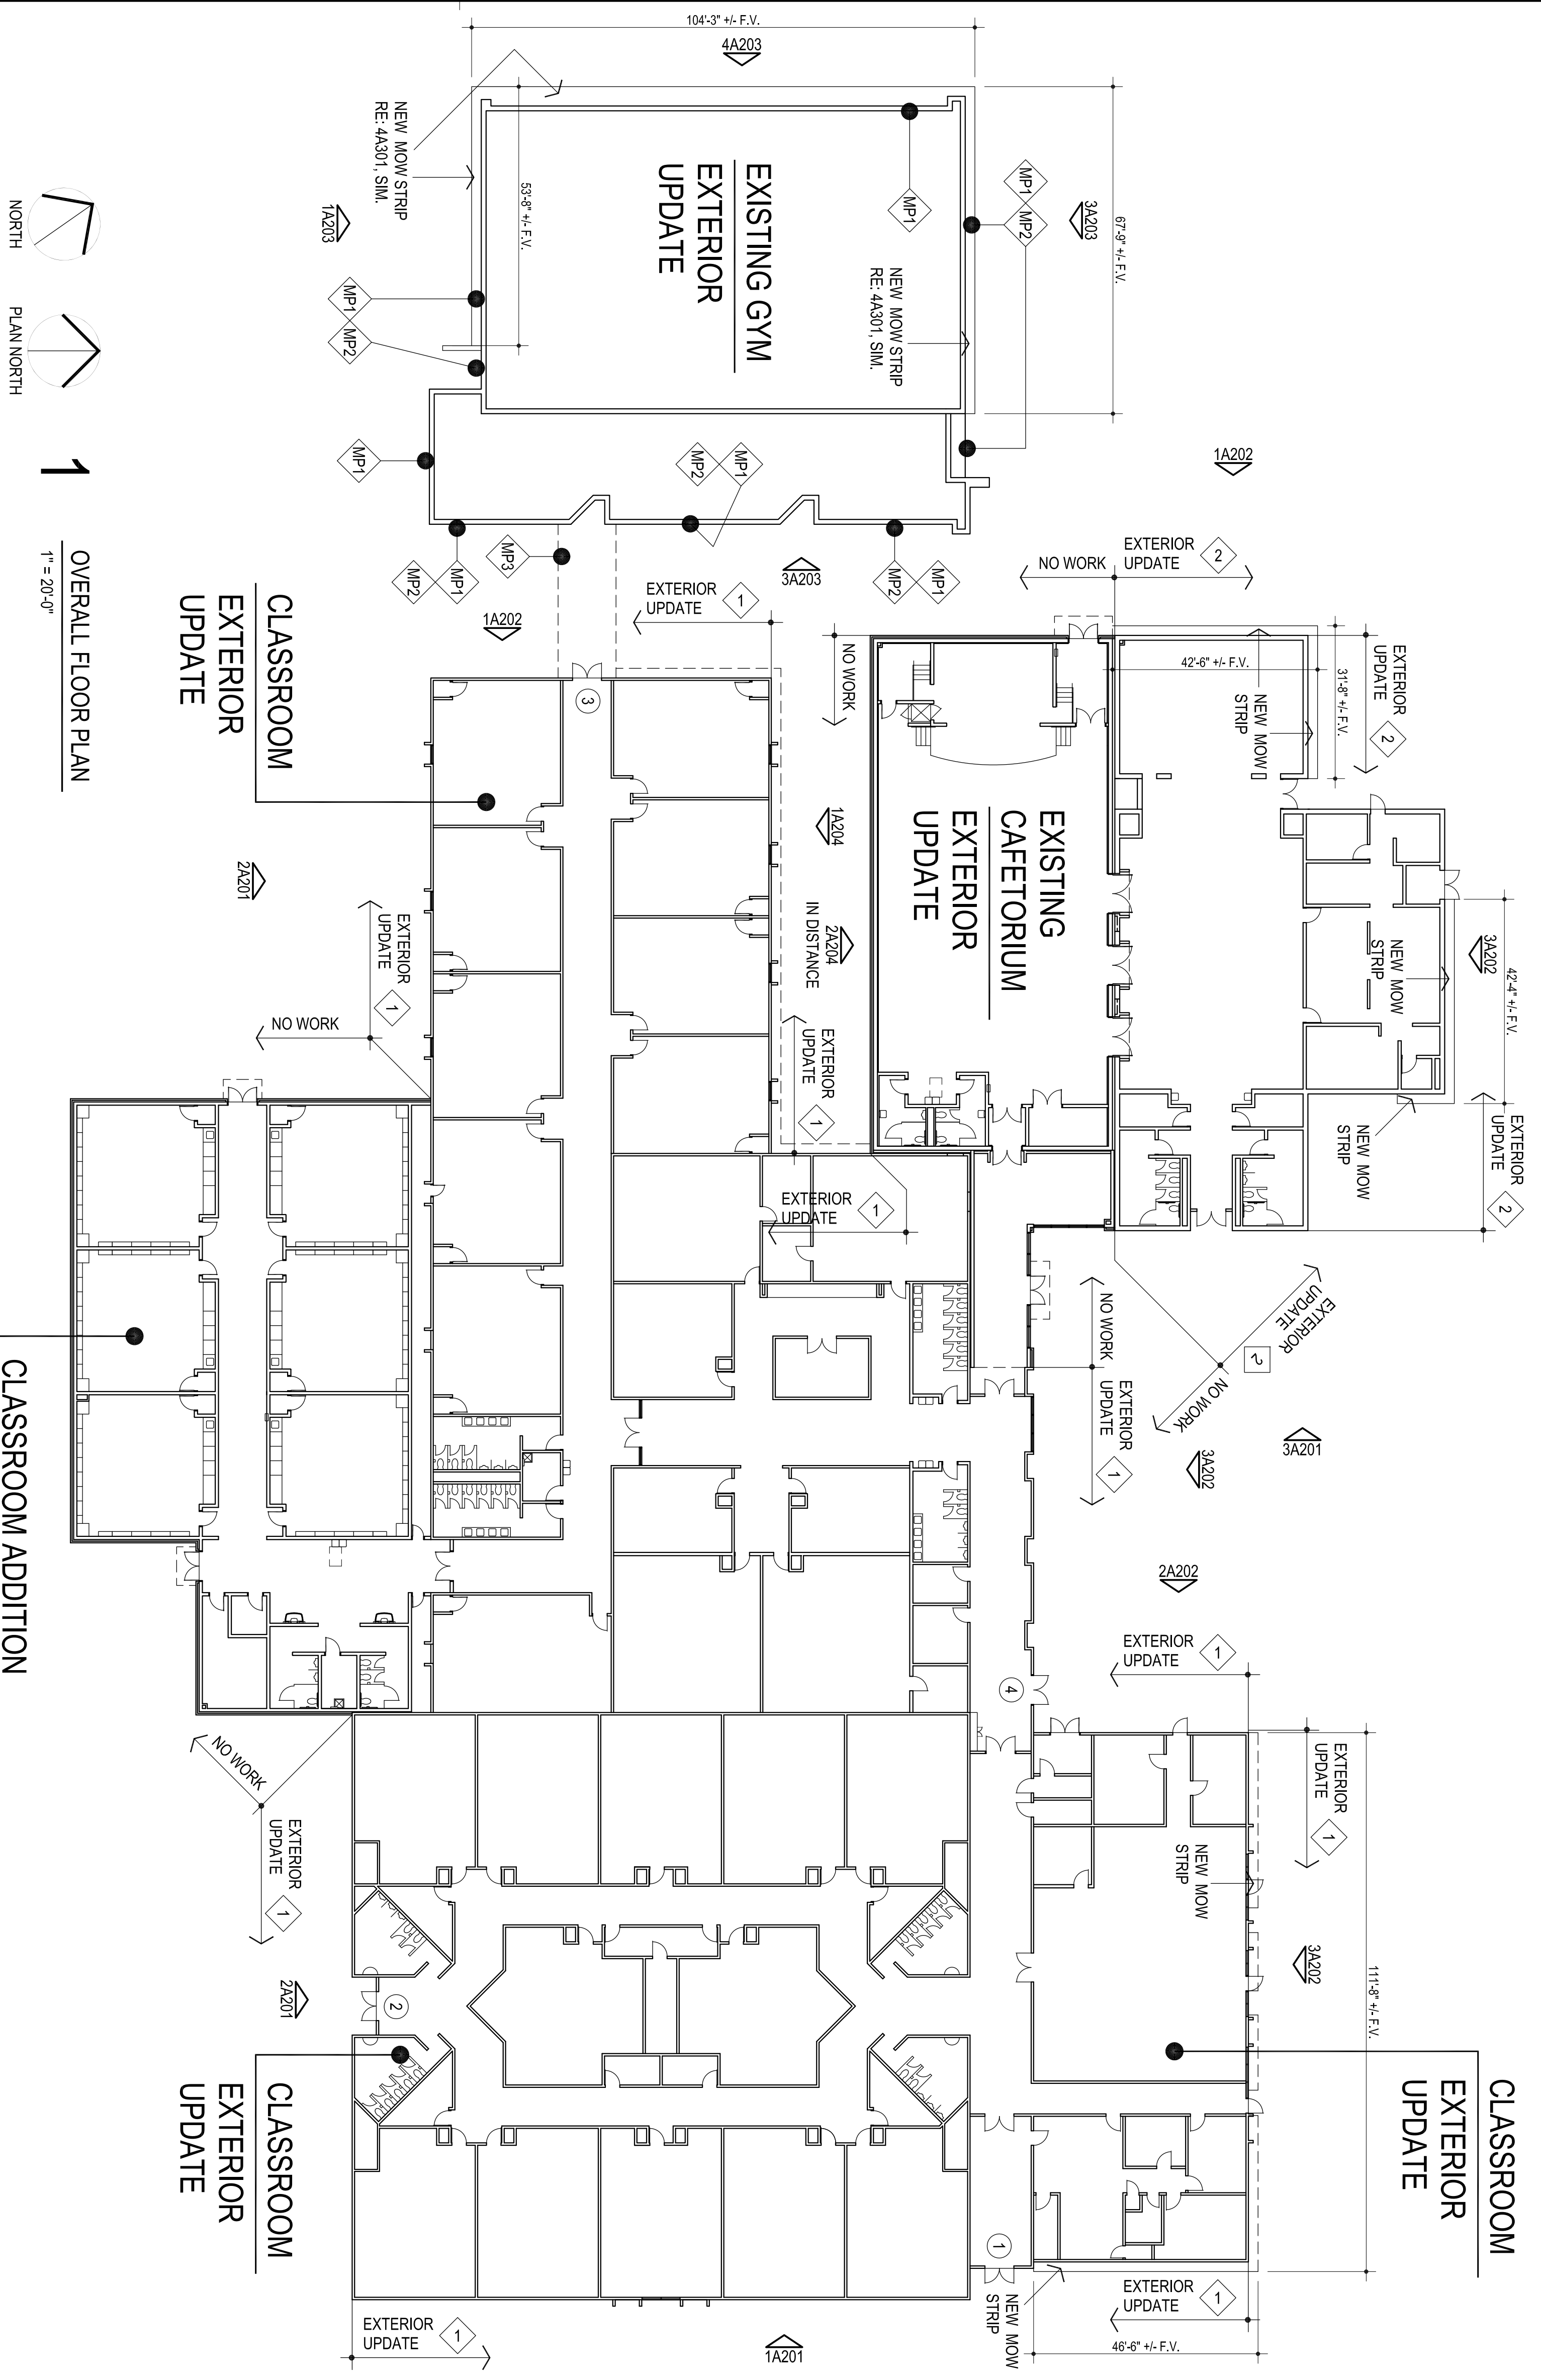 104'-3" +/- F.V.
4A203
NEW MOW STRIP
RE: 4A301, SIM.
53'-8" +/- F.V.
1A203
EXISTING GYM
EXTERIOR
UPDATE
MP1
MP1
MP2
3A203
67'-9" +/- F.V.
NEW MOW STRIP
RE: 4A301, SIM.
MP1
MP2
MP1
MP1
MP2
MP1
MP2
MP3
MP1
MP2
3A203
1A202
1A202
NORTH
PLAN NORTH
1
OVERALL FLOOR PLAN
1" = 20'-0"
CLASSROOM
EXTERIOR
UPDATE
EXTERIOR
UPDATE
1
NO WORK
EXTERIOR
UPDATE
2
NO WORK
42'-6" +/- F.V.
31'-8" +/- F.V.
EXTERIOR
UPDATE
2
NEW MOW
STRIP
3
EXISTING
CAFETORIUM
EXTERIOR
UPDATE
1A204
2A204
IN DISTANCE
2A201
EXTERIOR
UPDATE
1
NO WORK
EXTERIOR
UPDATE
1
NEW MOW
STRIP
3A202
42'-4" +/- F.V.
NEW MOW
STRIP
EXTERIOR
UPDATE
2
EXTERIOR
UPDATE
1
EXTERIOR
UPDATE
2
NO WORK
NO WORK
EXTERIOR
UPDATE
1
3A201
3A202
2A202
CLASSROOM ADDITION
EXTERIOR
UPDATE
1
4
NO WORK
EXTERIOR
UPDATE
1
EXTERIOR
UPDATE
1
NEW MOW
STRIP
3A202
111'-8" +/- F.V.
2A201
2
CLASSROOM
EXTERIOR
UPDATE
CLASSROOM
EXTERIOR
UPDATE
1
NEW MOW
STRIP
EXTERIOR
UPDATE
1
46'-6" +/- F.V.
EXTERIOR
UPDATE
1
1A201